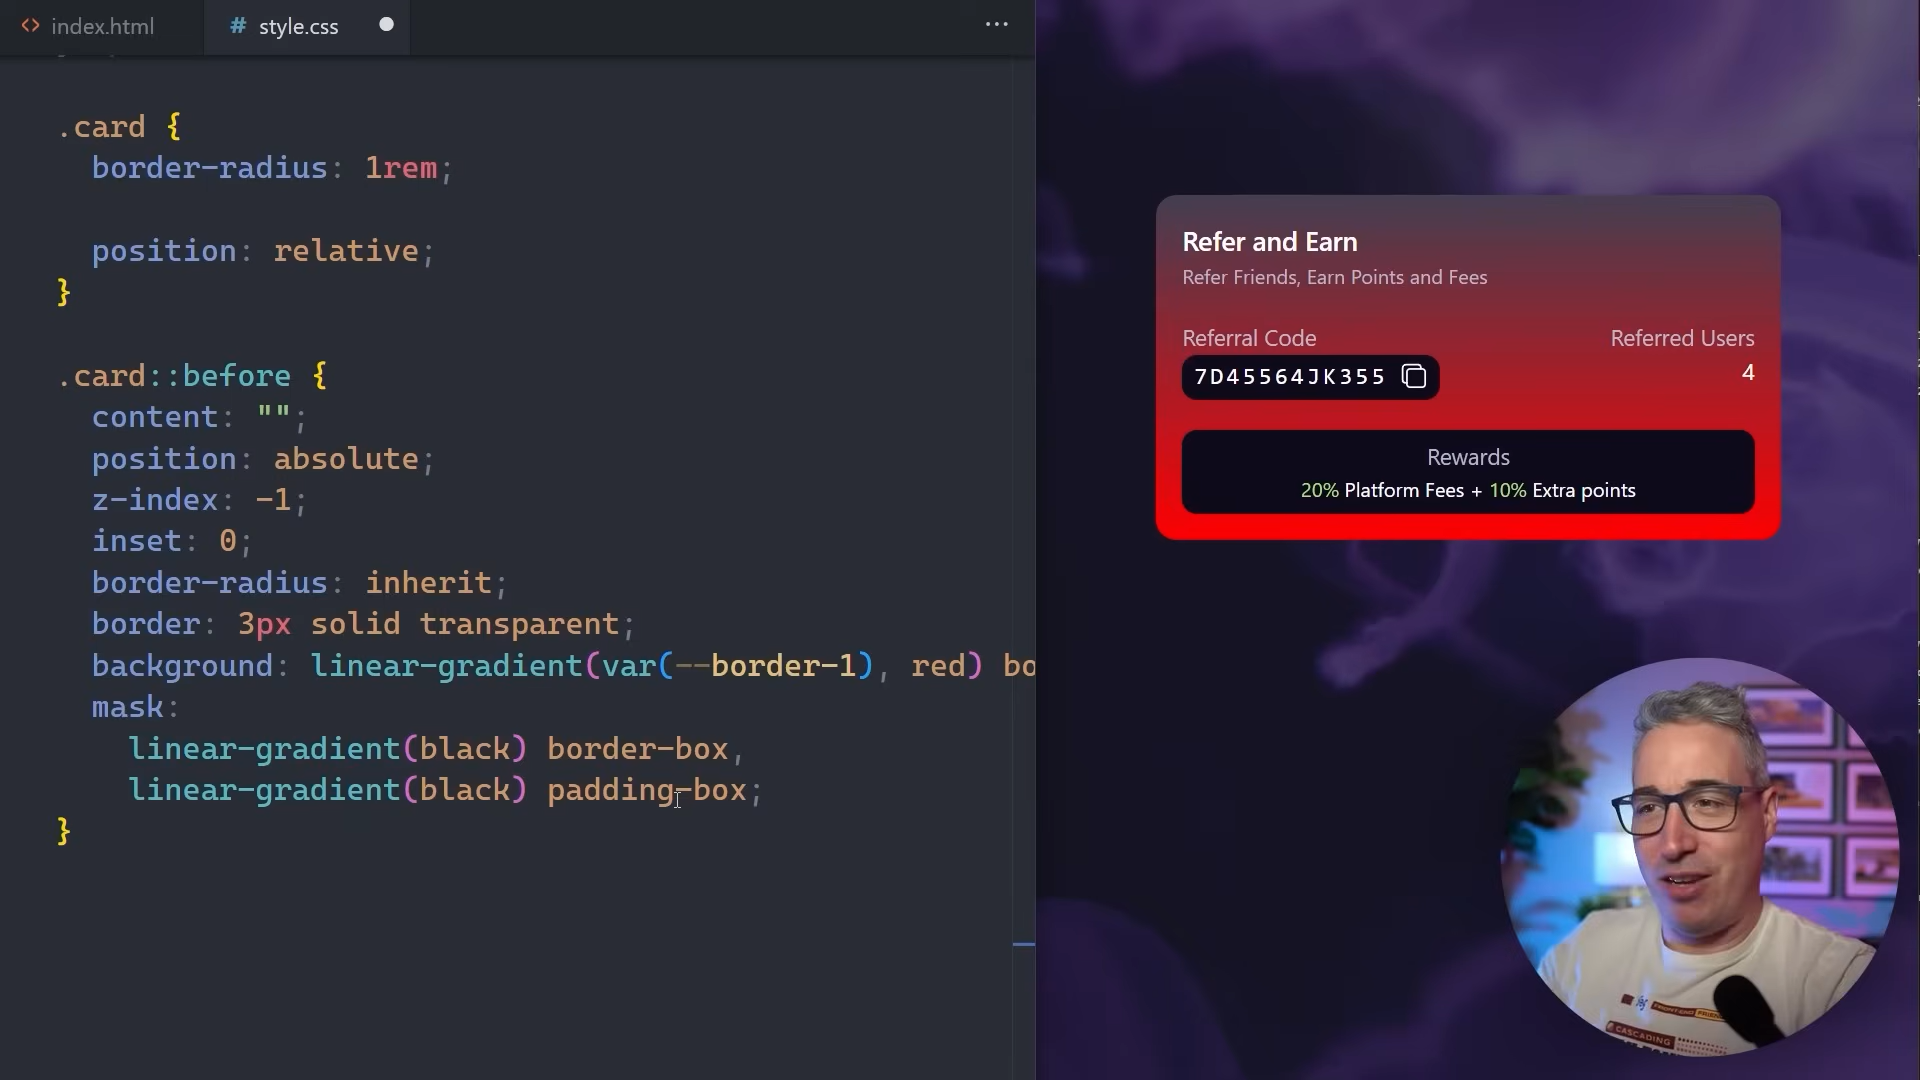 index.html
# style.css
...
.card {
border-radius: 1rem;
position: relative;
}
.card::before {
content: "";
position: absolute;
z-index: -1;
inset: 0;
border-radius: inherit;
border: 3px solid transparent;
background: linear-gradient(var(--border-1), red) bo
mask:
linear-gradient(black) border-box,
linear-gradient(black) padding-box;
}
Refer and Earn
Refer Friends, Earn Points and Fees
Referral Code
Referred Users
7D45564JK355
4
Rewards
20% Platform Fees + 10% Extra points
CASCADING